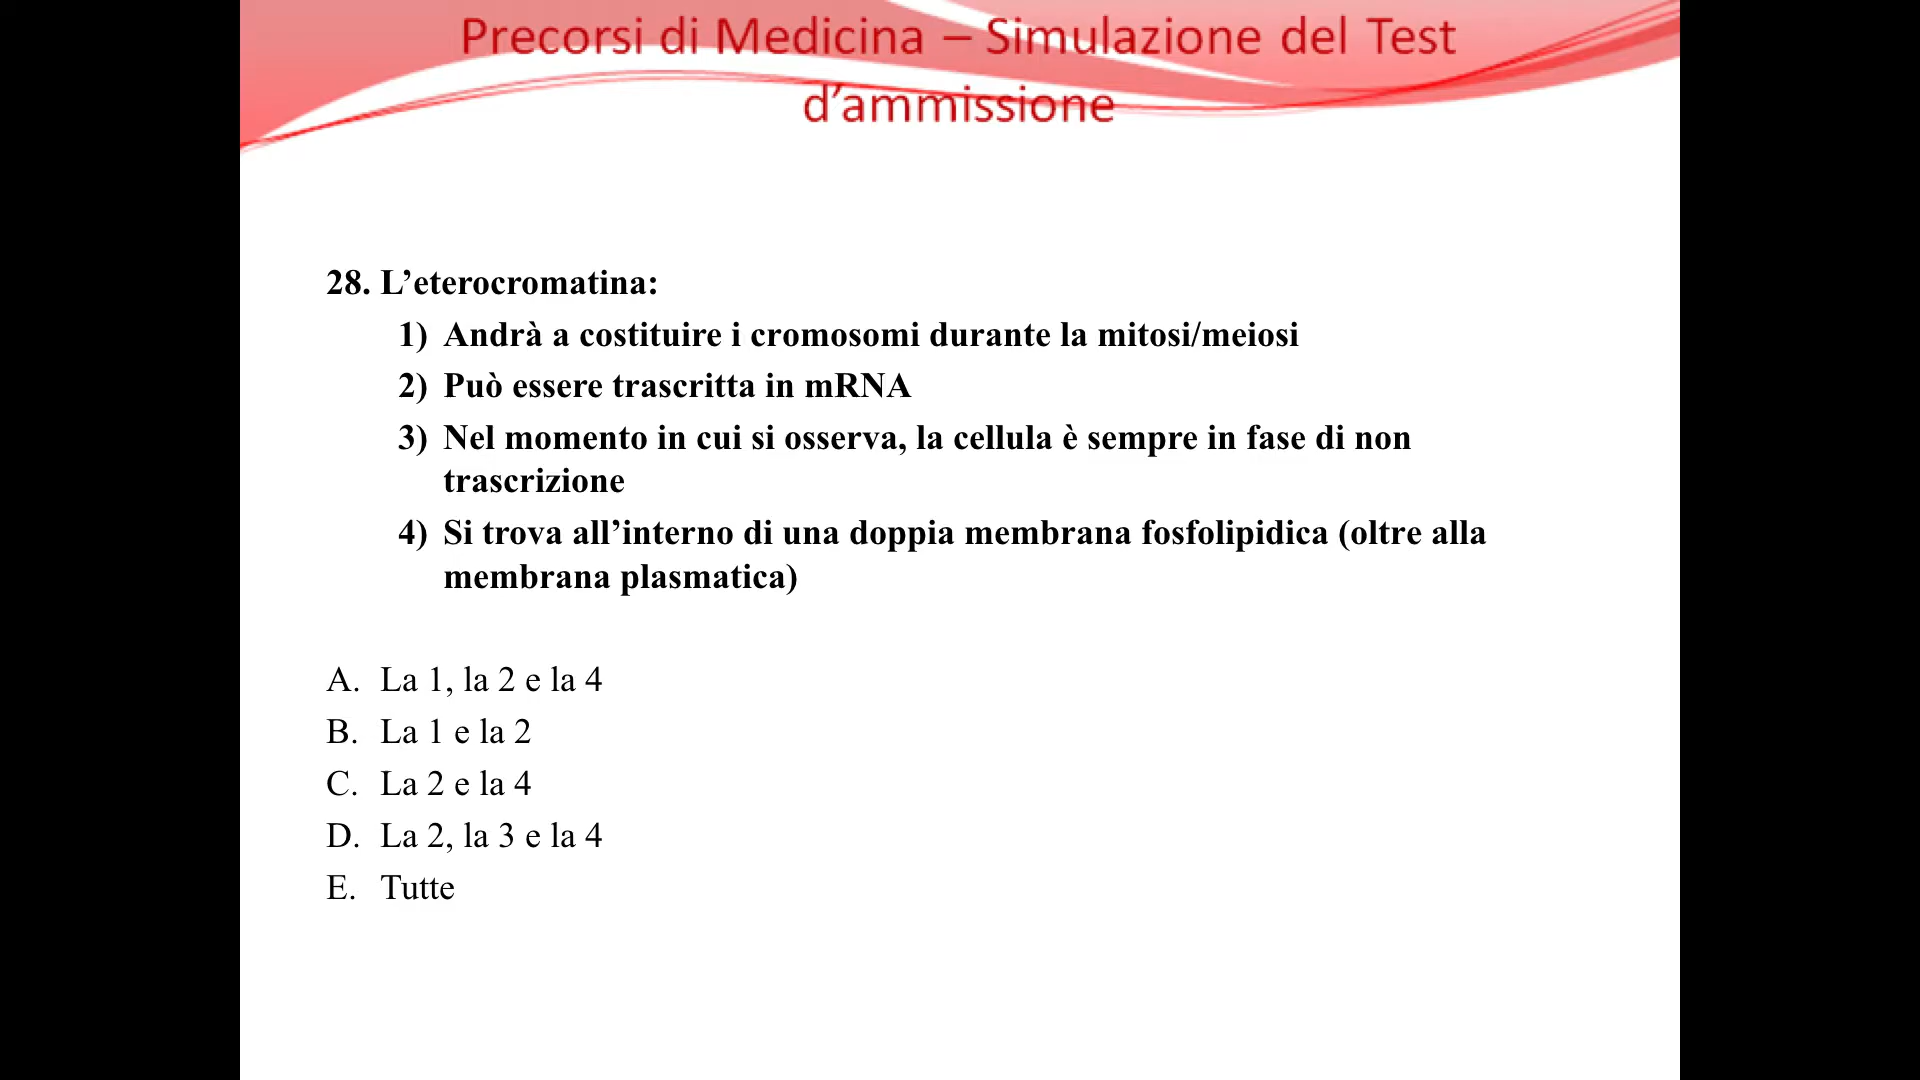 Precorsi di Medicina – Simulazione del Test
d’ammissione
28. L’eterocromatina:
1) Andrà a costituire i cromosomi durante la mitosi/meiosi
2) Può essere trascritta in mRNA
3) Nel momento in cui si osserva, la cellula è sempre in fase di non
trascrizione
4) Si trova all’interno di una doppia membrana fosfolipidica (oltre alla
membrana plasmatica)
A. La 1, la 2 e la 4
B. La 1 e la 2
C. La 2 e la 4
D. La 2, la 3 e la 4
E. Tutte